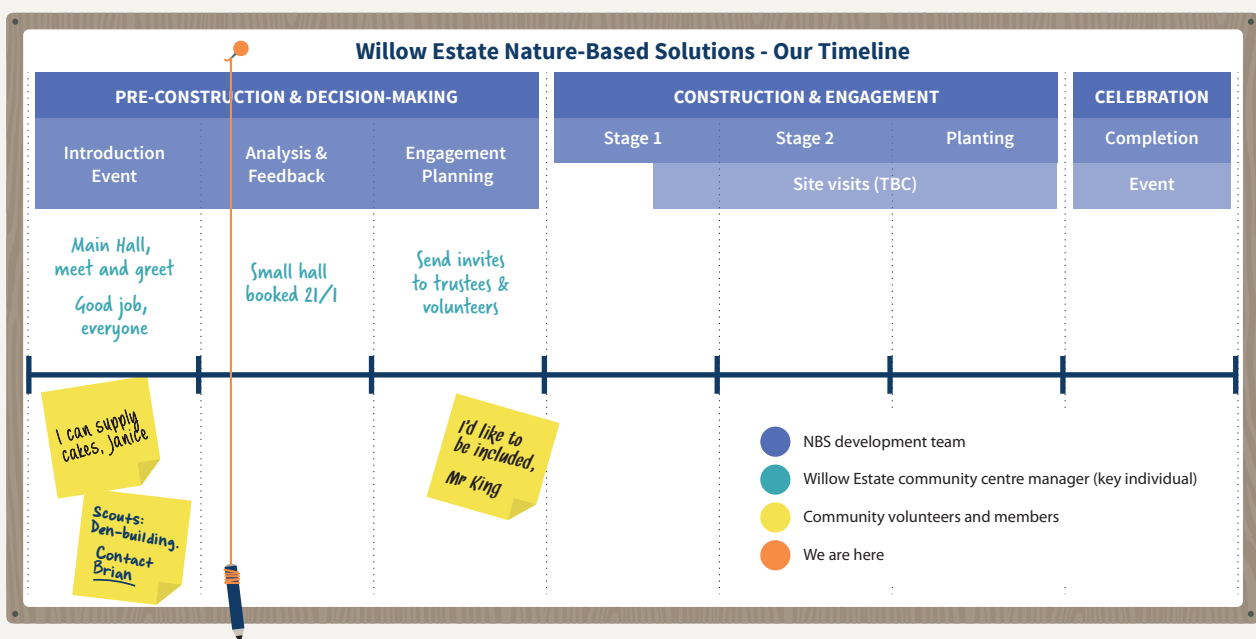 Willow Estate Nature-Based Solutions - Our Timeline
PRE-CONSTRUCTION & DECISION-MAKING
CONSTRUCTION & ENGAGEMENT
CELEBRATION
Introduction
Event
Analysis &
Feedback
Engagement
Planning
Stage 1
Stage 2
Planting
Site visits (TBC)
Completion
Event
Main Hall,
meet and greet
Good job,
everyone
Small hall
booked 21/1
Send invites
to trustees &
volunteers
I can supply
cakes, Janice
Scouts:
Den-building.
Contact
Brian
I'd like to
be included,
Mr King
NBS development team
Willow Estate community centre manager (key individual)
Community volunteers and members
We are here